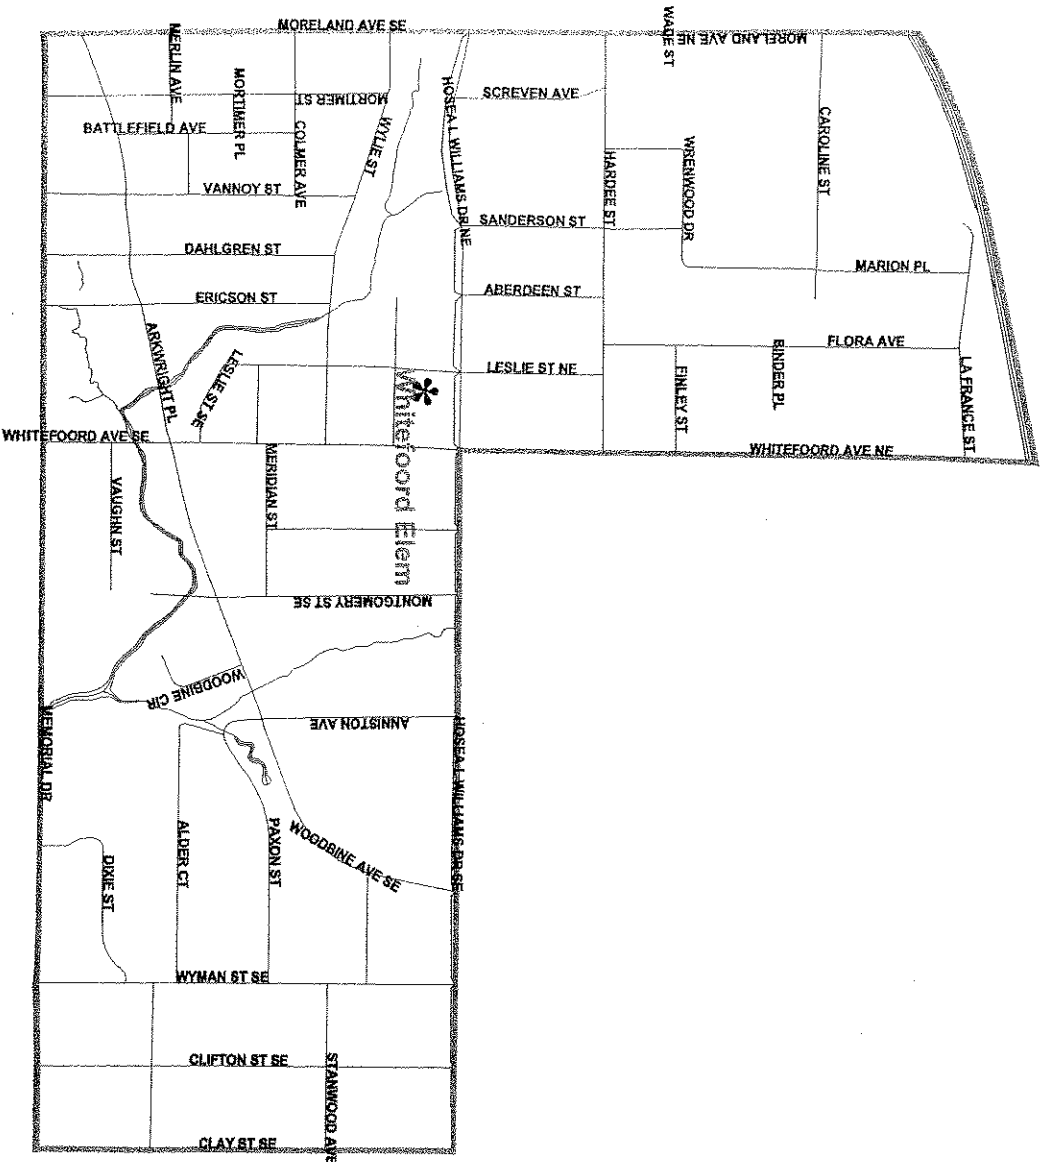 MORELAND AVE SE
WADE ST
MORELAND AVE NE
MERLIN AVE
MORTIMER PL
MORTIMER ST
HOSEA L WILLIAMS DR NE
SCREVEN AVE
CAROLINE ST
BATTLEFIELD AVE
COLMER AVE
WYLIE ST
HARDEE ST
WRENWOOD DR
VANNOY ST
SANDERSON ST
DAHLGREN ST
MARION PL
ERICSON ST
ABERDEEN ST
ARKWRIGHT PL
LESLIE ST SE
LESLIE ST NE
FLORA AVE
BINDER PL
FINLEY ST
LA FRANCE ST
Whitefoord Elem
WHITEFOORD AVE SE
WHITEFOORD AVE NE
MERIDIAN ST
VAUGHN ST
MONTGOMERY ST SE
WOODBINE CIR
ANNISTON AVE
MEMORIAL DR
HOSEA L WILLIAMS DR SE
ALDER CT
PAXON ST
WOODBINE AVE SE
DIXIE ST
WYMAN ST SE
CLIFTON ST SE
STANWOOD AVE
CLAY ST SE